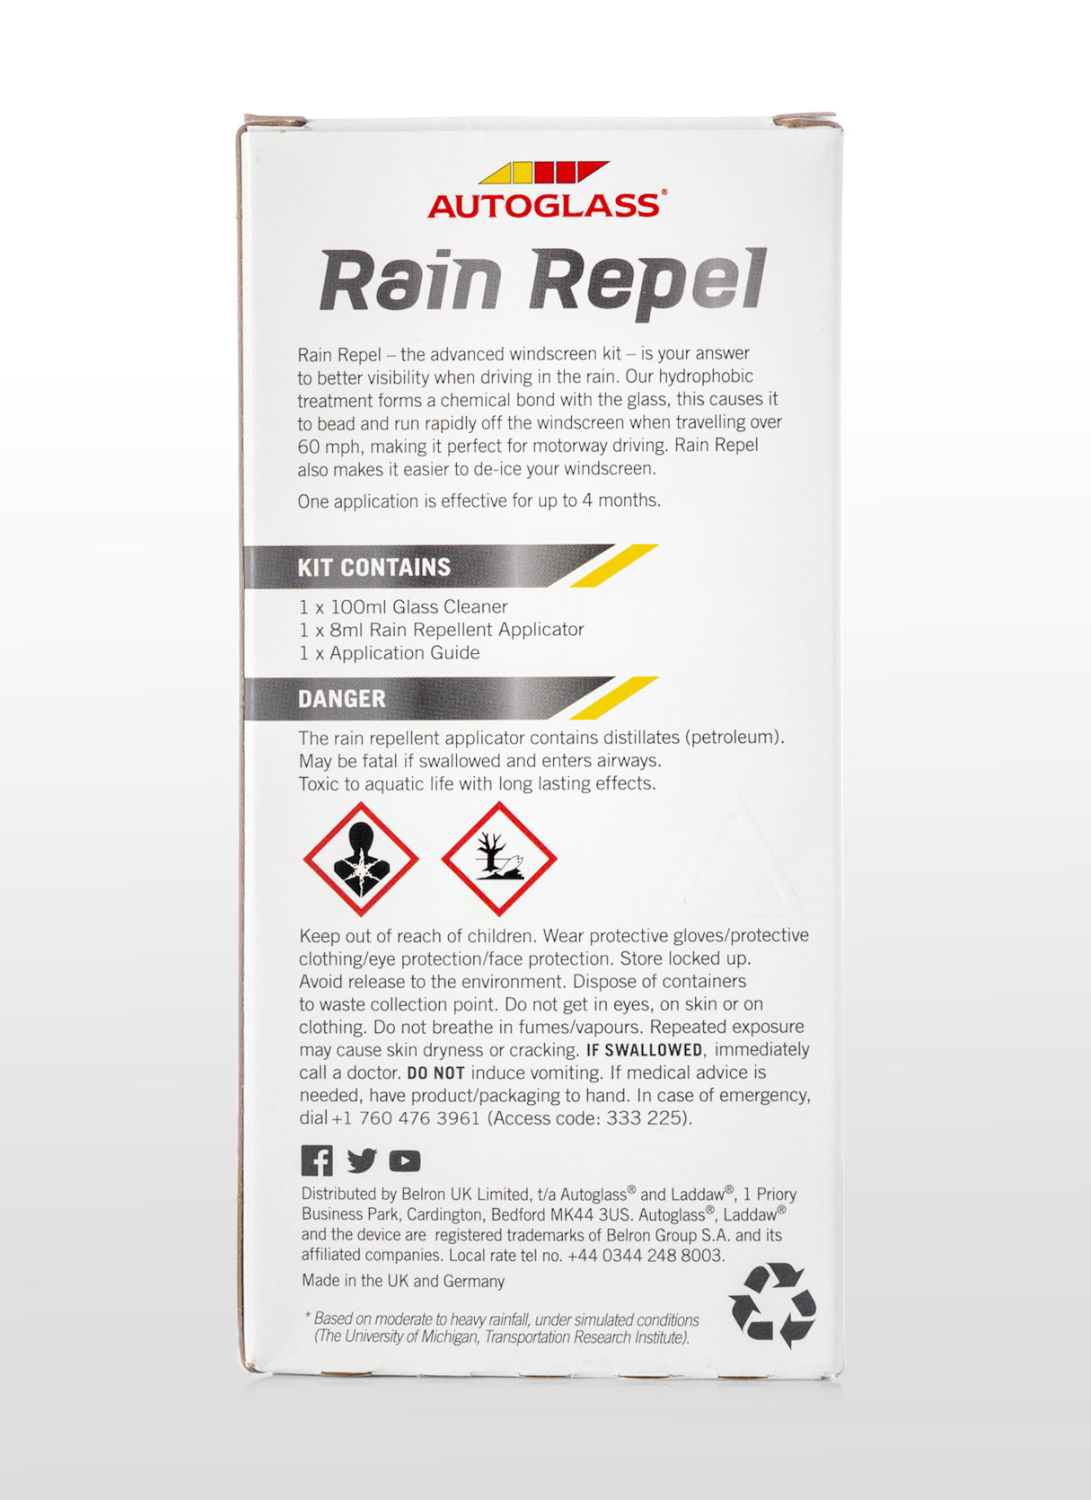 AUTOGLASS®
Rain Repel
Rain Repel – the advanced windscreen kit – is your answer
to better visibility when driving in the rain. Our hydrophobic
treatment forms a chemical bond with the glass, this causes it
to bead and run rapidly off the windscreen when travelling over
60 mph, making it perfect for motorway driving. Rain Repel
also makes it easier to de-ice your windscreen.
One application is effective for up to 4 months.
KIT CONTAINS
1 x 100ml Glass Cleaner
1 x 8ml Rain Repellent Applicator
1 x Application Guide
DANGER
The rain repellent applicator contains distillates (petroleum).
May be fatal if swallowed and enters airways.
Toxic to aquatic life with long lasting effects.
Keep out of reach of children. Wear protective gloves/protective
clothing/eye protection/face protection. Store locked up.
Avoid release to the environment. Dispose of containers
to waste collection point. Do not get in eyes, on skin or on
clothing. Do not breathe in fumes/vapours. Repeated exposure
may cause skin dryness or cracking. IF SWALLOWED, immediately
call a doctor. DO NOT induce vomiting. If medical advice is
needed, have product/packaging to hand. In case of emergency,
dial +1 760 476 3961 (Access code: 333 225).
Distributed by Belron UK Limited, t/a Autoglass® and Laddaw®, 1 Priory
Business Park, Cardington, Bedford MK44 3US. Autoglass®, Laddaw®
and the device are registered trademarks of Belron Group S.A. and its
affiliated companies. Local rate tel no. +44 0344 248 8003.
Made in the UK and Germany
* Based on moderate to heavy rainfall, under simulated conditions
(The University of Michigan, Transportation Research Institute).